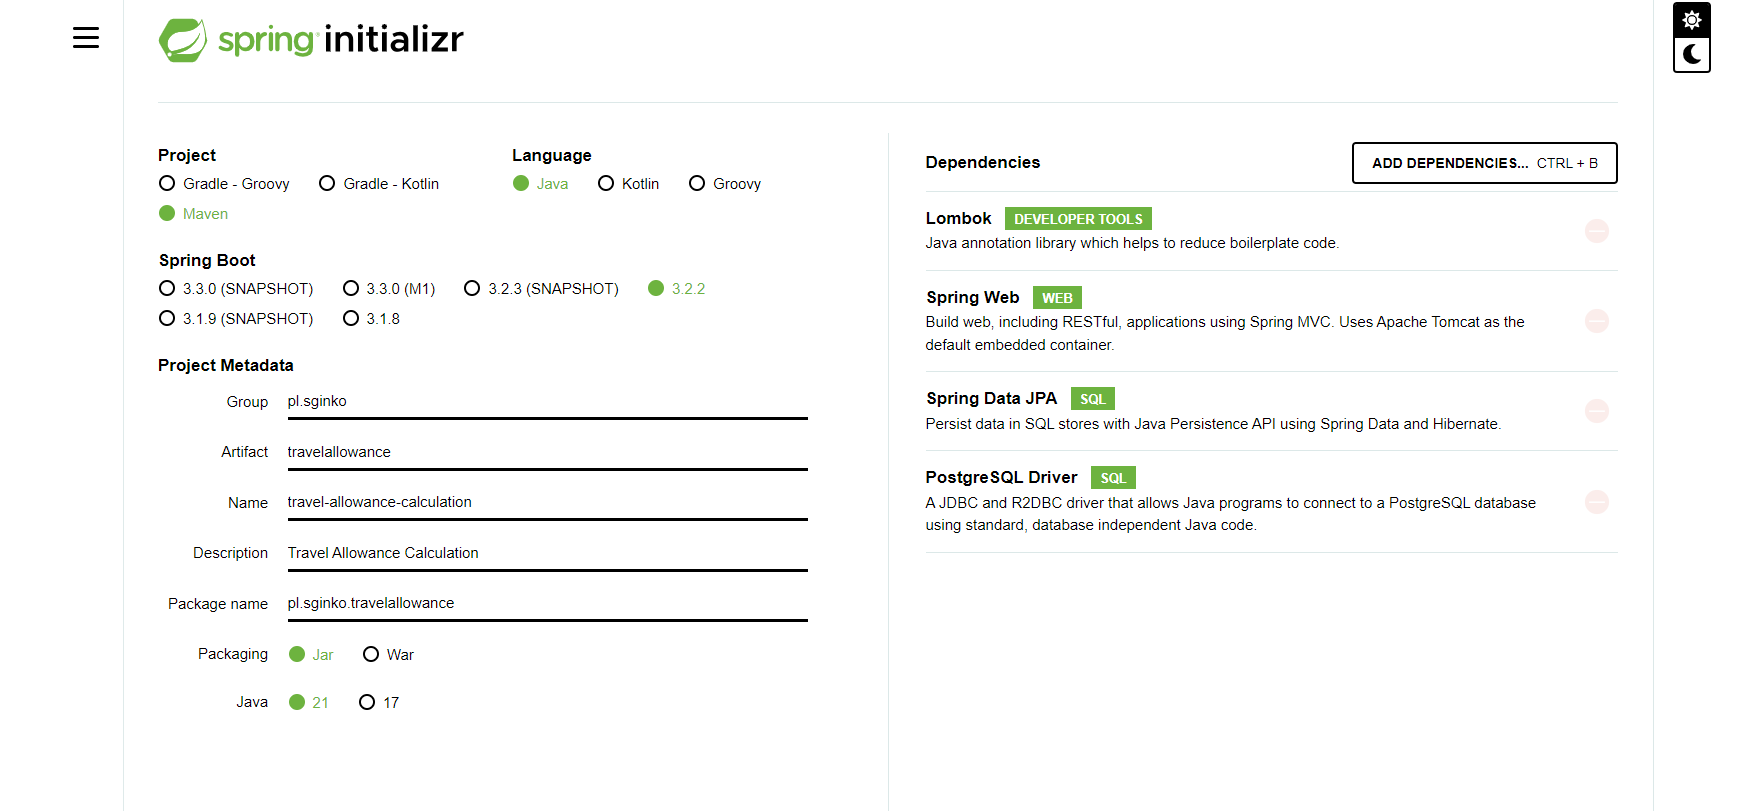 spring initializr
Project
Gradle - Groovy Gradle - Kotlin
Maven
Language
Java Kotlin Groovy
Spring Boot
3.3.0 (SNAPSHOT) 3.3.0 (M1) 3.2.3 (SNAPSHOT) 3.2.2
3.1.9 (SNAPSHOT) 3.1.8
Project Metadata
Group pl.sginko
Artifact travelallowance
Name travel-allowance-calculation
Description Travel Allowance Calculation
Package name pl.sginko.travelallowance
Packaging Jar War
Java 21 17
Dependencies
ADD DEPENDENCIES... CTRL + B
Lombok DEVELOPER TOOLS
Java annotation library which helps to reduce boilerplate code.
Spring Web WEB
Build web, including RESTful, applications using Spring MVC. Uses Apache Tomcat as the
default embedded container.
Spring Data JPA SQL
Persist data in SQL stores with Java Persistence API using Spring Data and Hibernate.
PostgreSQL Driver SQL
A JDBC and R2DBC driver that allows Java programs to connect to a PostgreSQL database
using standard, database independent Java code.